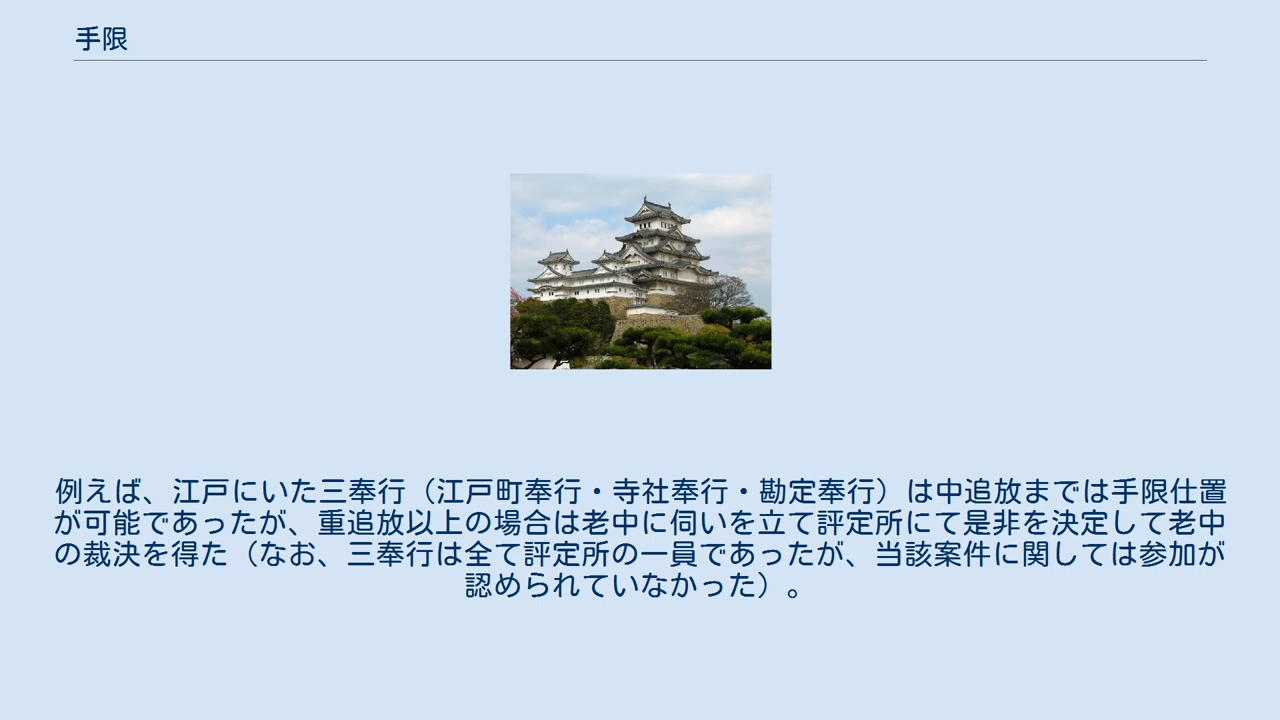 手限
例えば、江戸にいた三奉行（江戸町奉行・寺社奉行・勘定奉行）は中追放までは手限仕置
が可能であったが、重追放以上の場合は老中に伺いを立て評定所にて是非を決定して老中
の裁決を得た（なお、三奉行は全て評定所の一員であったが、当該案件に関しては参加が
認められていなかった）。